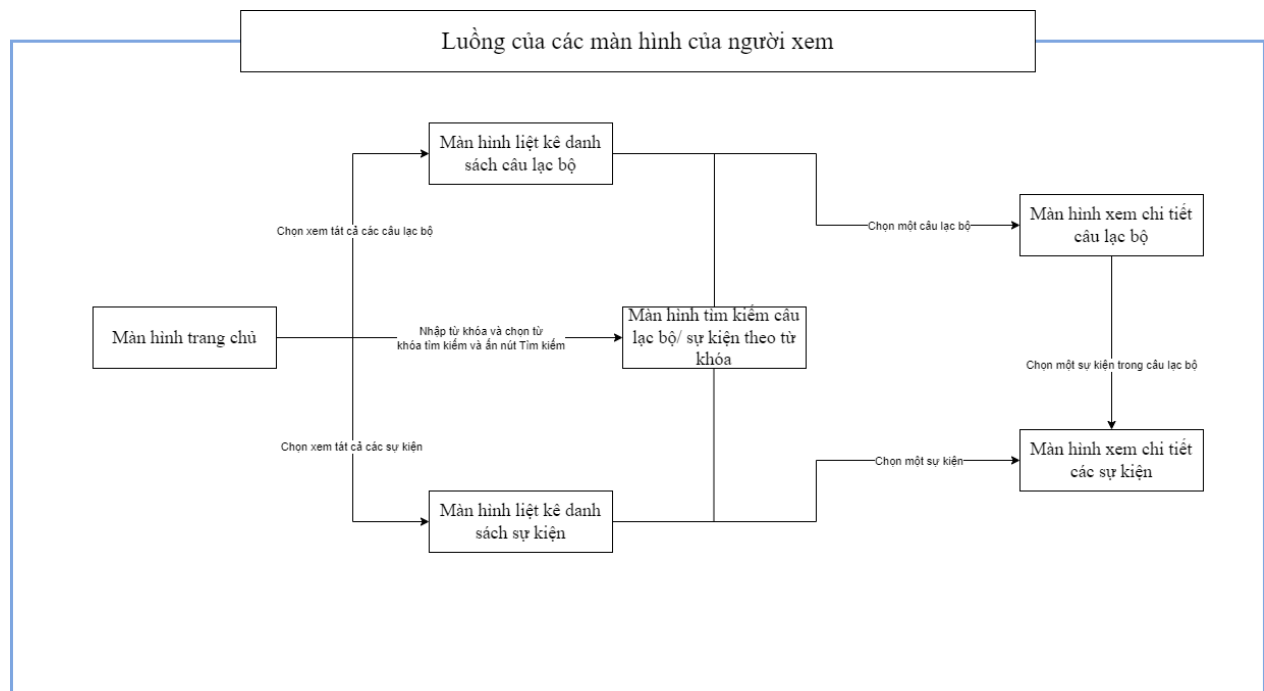 Luồng của các màn hình của người xem
Màn hình liệt kê danh
sách câu lạc bộ
Màn hình xem chi tiết
câu lạc bộ
Chọn một câu lạc bộ
Chọn xem tất cả các câu lạc bộ
Màn hình trang chủ
Nhập từ khóa và chọn từ
khóa tìm kiếm và ấn nút Tìm kiếm
Màn hình tìm kiếm câu
lạc bộ/ sự kiện theo từ
khóa
Chọn một sự kiện trong câu lạc bộ
Chọn xem tất cả các sự kiện
Chọn một sự kiện
Màn hình xem chi tiết
các sự kiện
Màn hình liệt kê danh
sách sự kiện